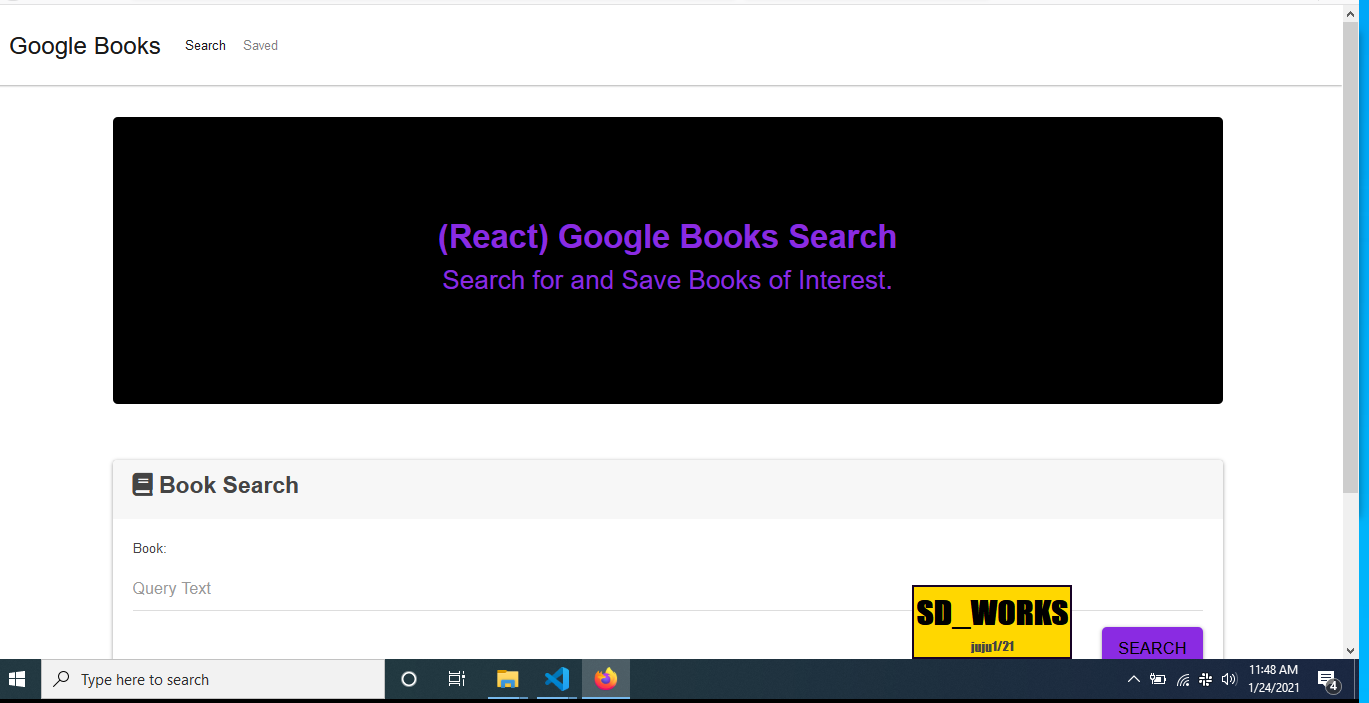 Google Books Search Saved
(React) Google Books Search
Search for and Save Books of Interest.
Book Search
Book:
Query Text
SD_WORKS
juju1/21
SEARCH
Type here to search
11:48 AM
1/24/2021
4